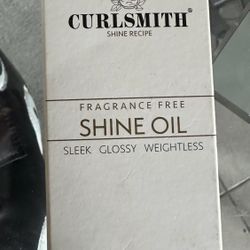 CURLSMITH
SHINE RECIPE
FRAGRANCE FREE
SHINE OIL
SLEEK GLOSSY WEIGHTLESS